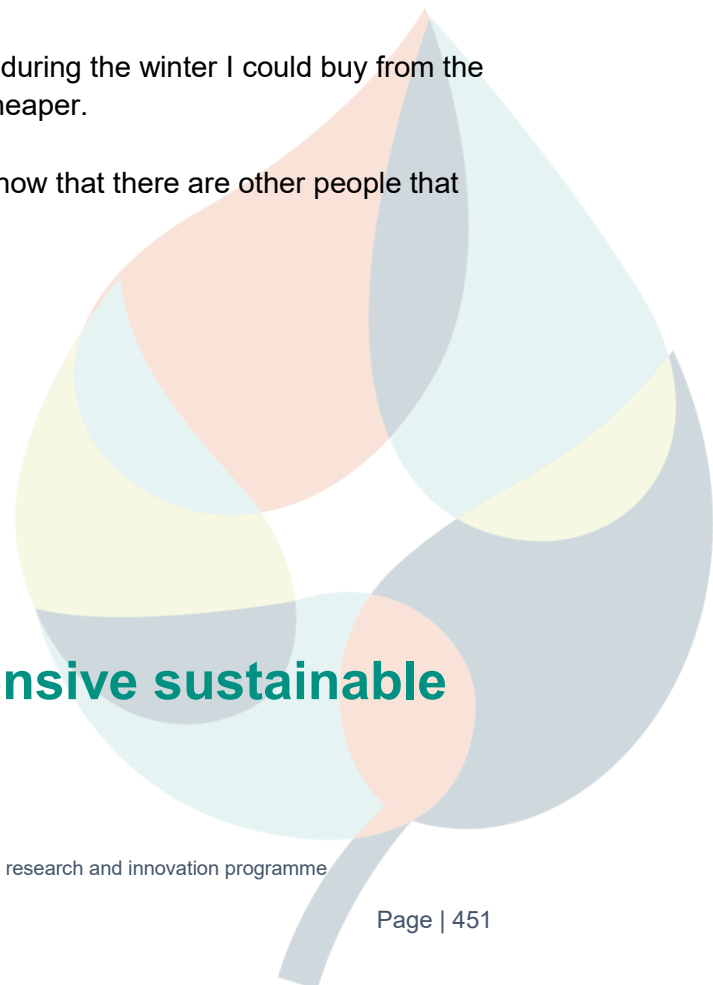 during the winter I could buy from the
heaper.
now that there are other people that
nsive sustainable
research and innovation programme
Page | 451